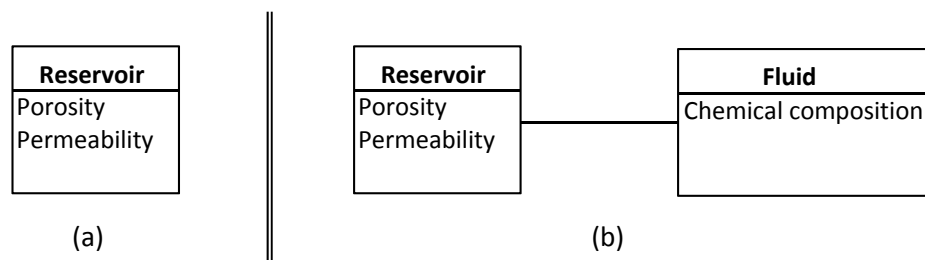 Reservoir
Porosity
Permeability
(a)
Reservoir
Porosity
Permeability
Fluid
Chemical composition
(b)